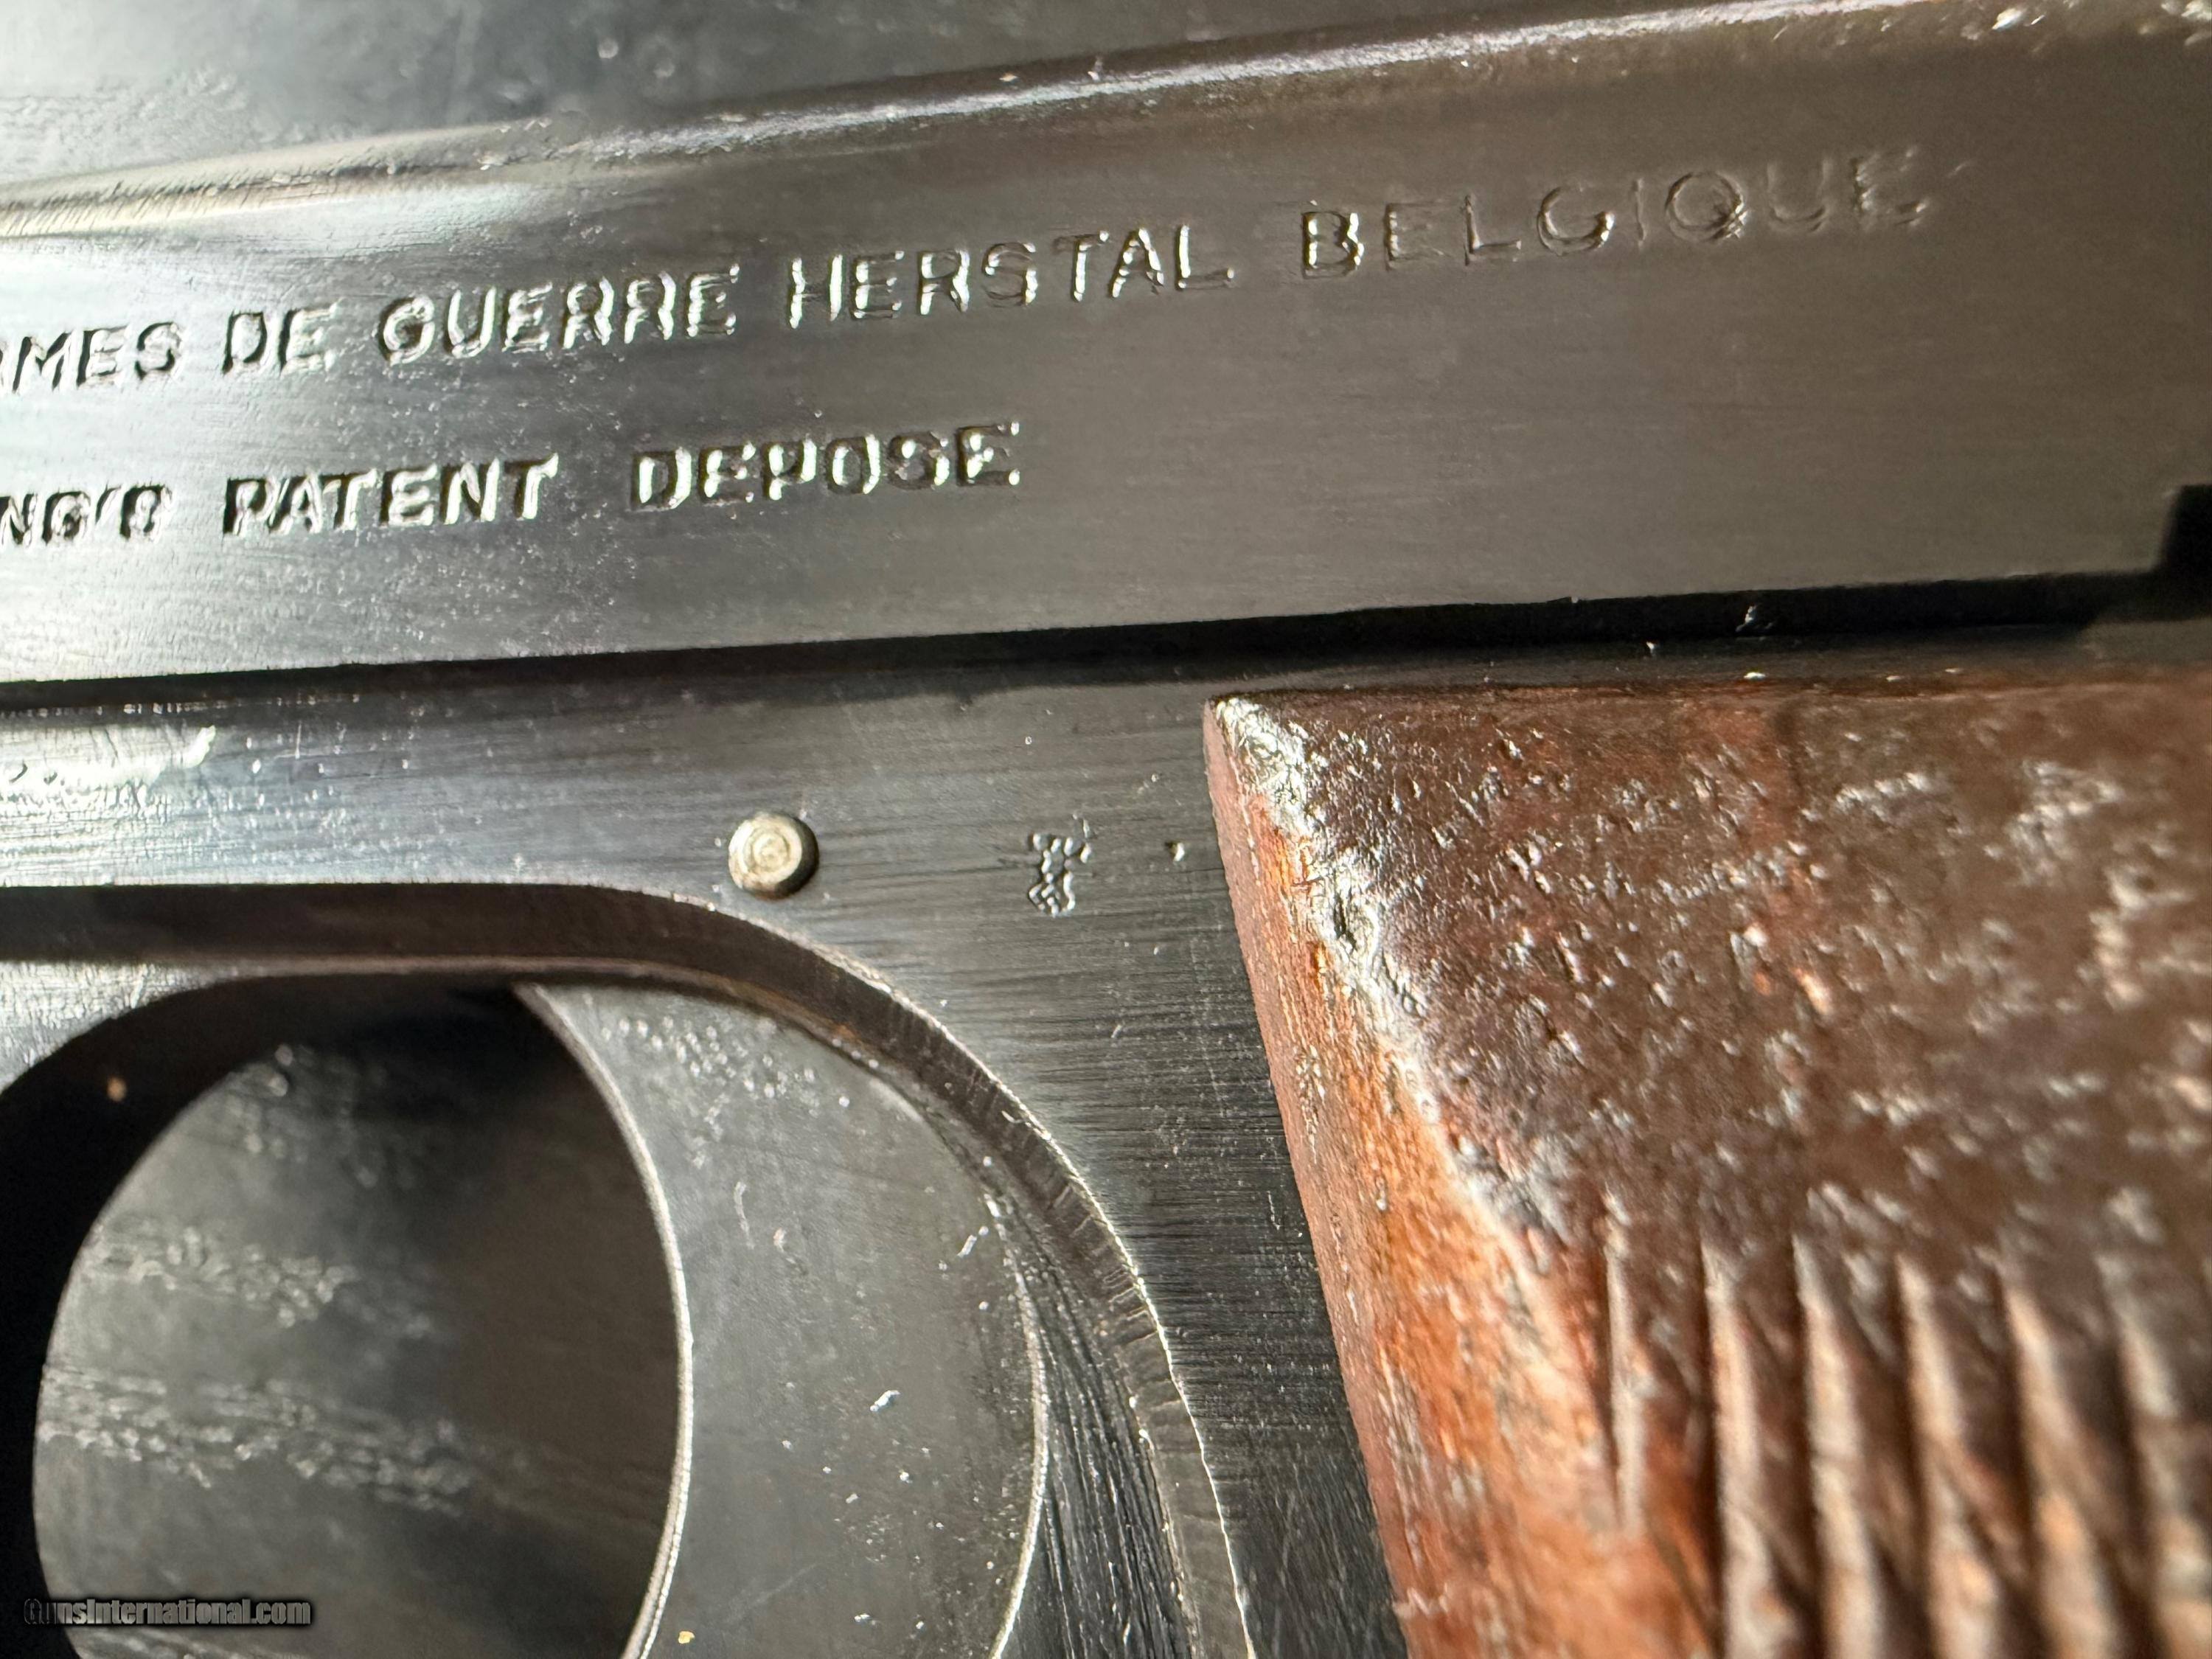 RMES DE GUERRE HERSTAL BELGIQUE
NG'S PATENT DEPOSE
GunsInternational.com